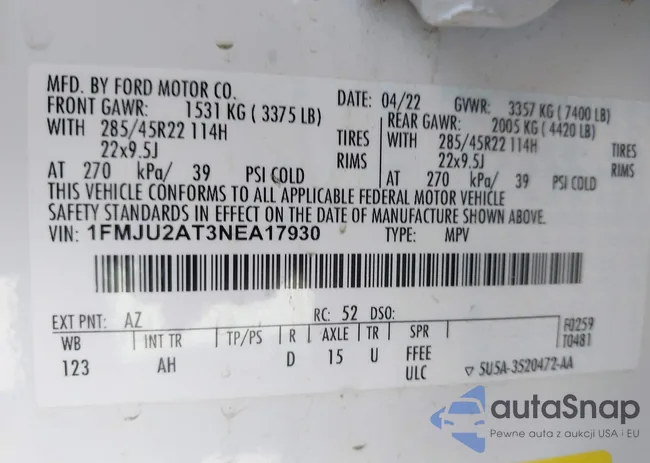 MFD. BY FORD MOTOR CO.
DATE: 04/22 GVWR: 3357 KG (7400 LB)
FRONT GAWR: 1531 KG (3375 LB)
REAR GAWR: 2005 KG (4420 LB)
WITH 285/45R22 114H TIRES
WITH 285/45R22 114H TIRES
22x9.5J RIMS
22x9.5J RIMS
AT 270 kPa/ 39 PSI COLD
AT 270 kPa/ 39 PSI COLD
THIS VEHICLE CONFORMS TO ALL APPLICABLE FEDERAL MOTOR VEHICLE
SAFETY STANDARDS IN EFFECT ON THE DATE OF MANUFACTURE SHOWN ABOVE.
VIN: 1FMJU2AT3NEA17930 TYPE: MPV
EXT PNT: AZ RC: 52 DSO:
WB INT TR TP/PS R AXLE TR SPR
123 AH D 15 U FFEE
ULC
F0259
T0481
▽ 5U5A-3520472-AA
autaSnap
Pewne auta z aukcji USA i EU